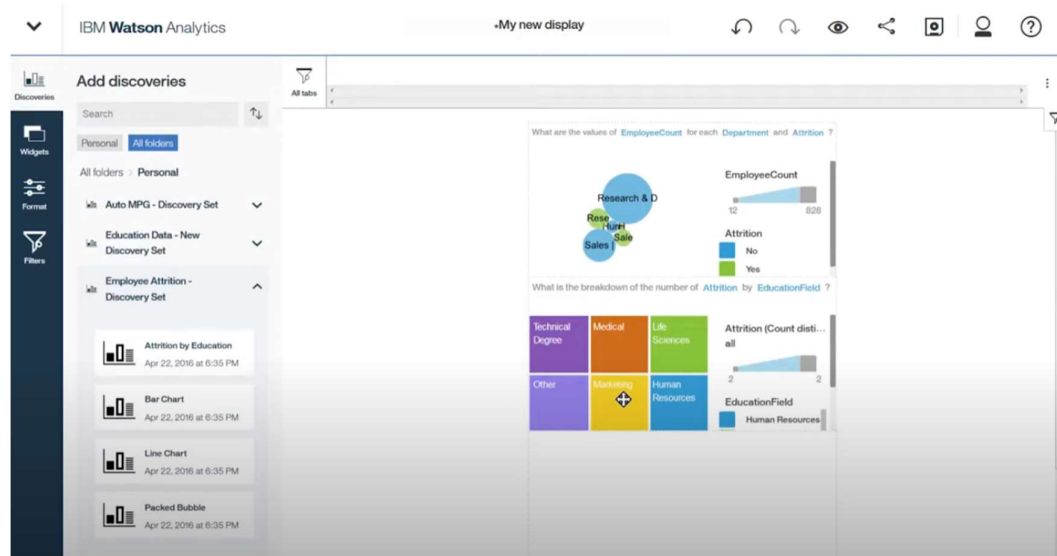 IBM Watson Analytics
*My new display
Discoveries
Widgets
Format
Filters
Add discoveries
Search
Personal
All folders
All folders > Personal
Auto MPG - Discovery Set
Education Data - New
Discovery Set
Employee Attrition -
Discovery Set
Attrition by Education
Apr 22, 2016 at 6:35 PM
Bar Chart
Apr 22, 2016 at 6:35 PM
Line Chart
Apr 22, 2016 at 6:35 PM
Packed Bubble
Apr 22, 2016 at 6:35 PM
All tabs
What are the values of EmployeeCount for each Department and Attrition ?
Research & D
Rese
Hum
Sale
Sales |
EmployeeCount
12 828
Attrition
No
Yes
What is the breakdown of the number of Attrition by EducationField ?
Technical
Degree
Medical
Life
Sciences
Other
Marketing
Human
Resources
Attrition (Count disti...
all
2 2
EducationField
Human Resources